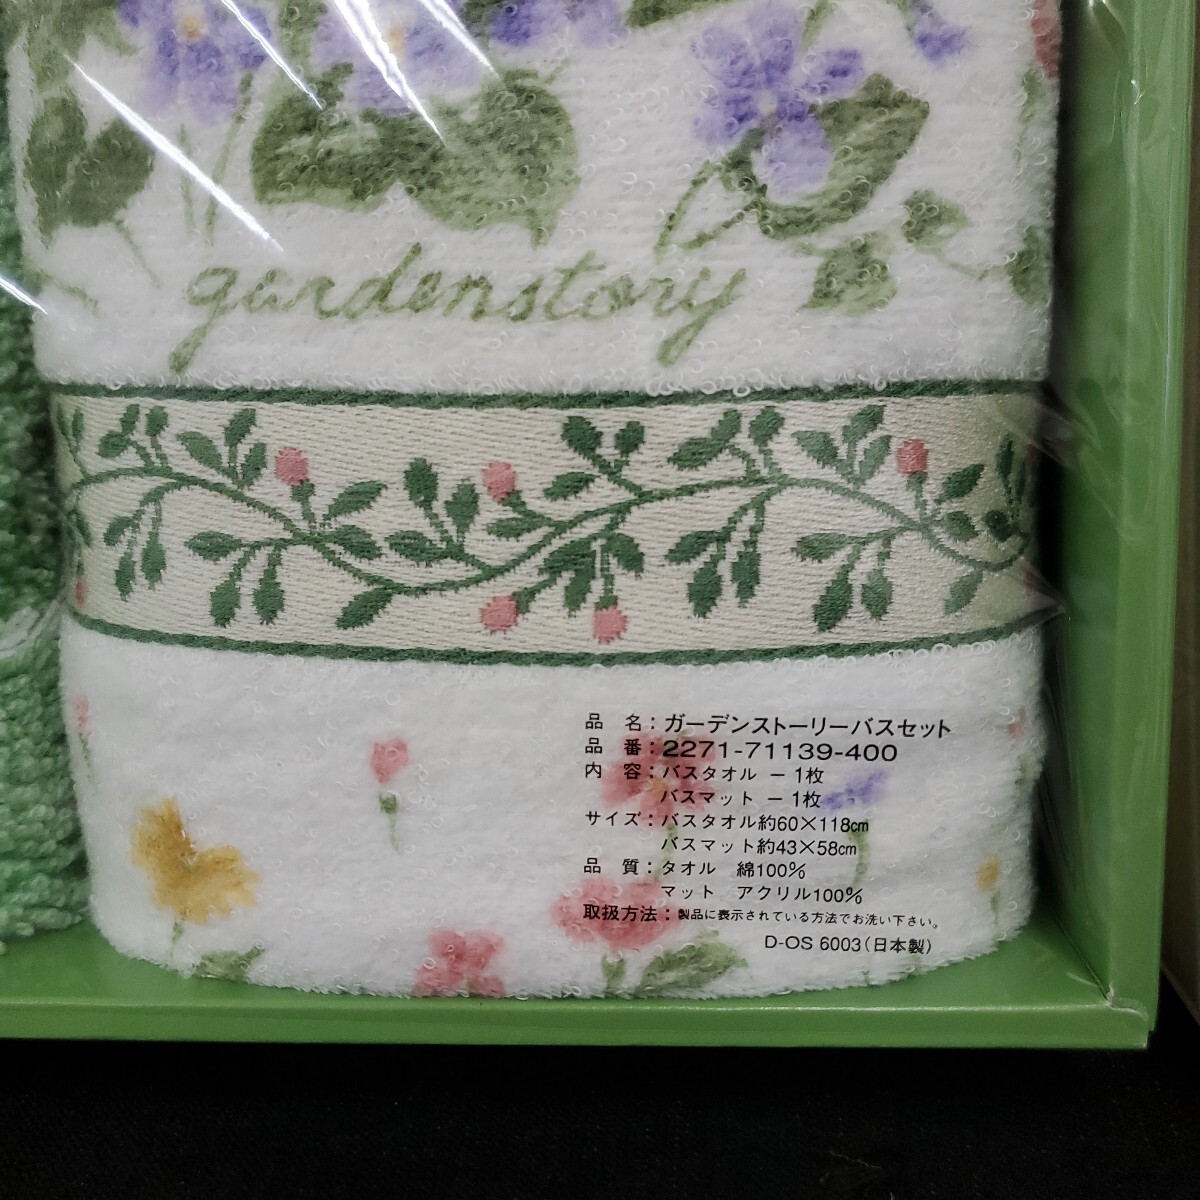 gardenstory
品　名：ガーデンストーリーバスセット
品　番：2271-71139-400
内　容：バスタオル － 1枚
バスマット － 1枚
サイズ：バスタオル約60×118㎝
バスマット約43×58㎝
品　質：タオル　綿100％
マット　アクリル100％
取扱方法：製品に表示されている方法でお洗い下さい。
D-OS 6003（日本製）